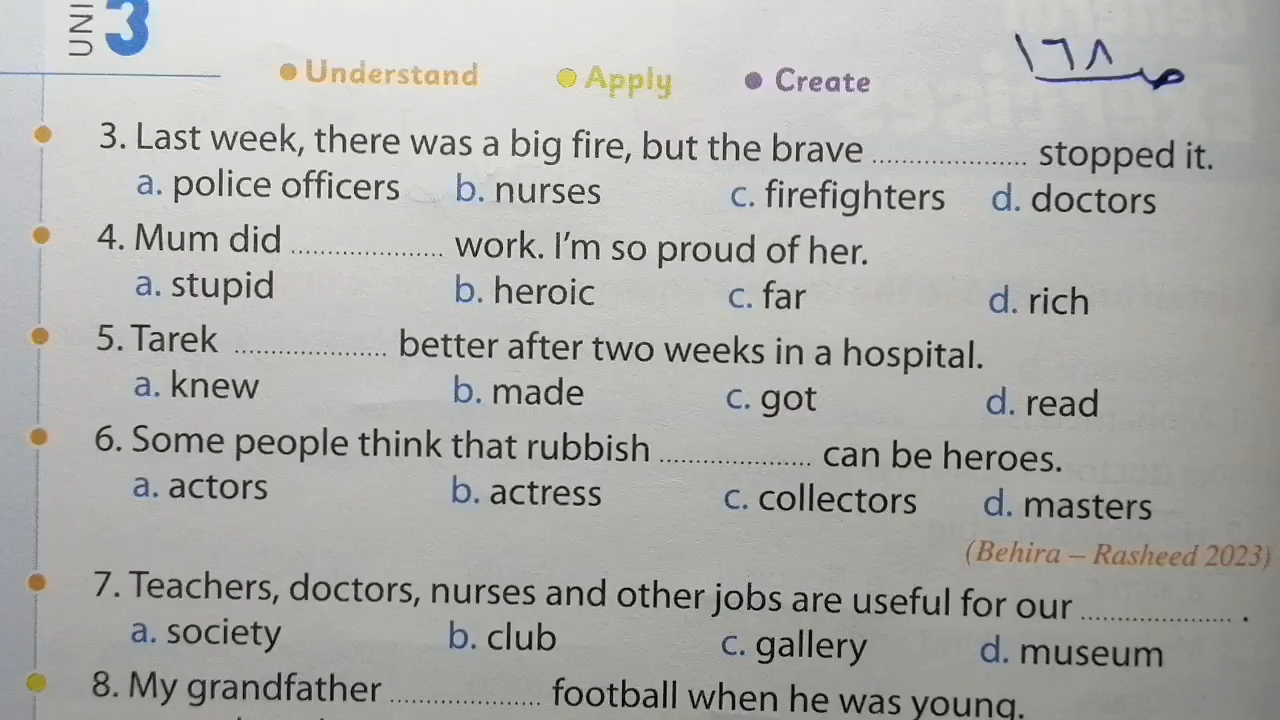 UNI 3
Understand Apply Create
صـ ١٦٨
3. Last week, there was a big fire, but the brave .................... stopped it.
a. police officers b. nurses c. firefighters d. doctors
4. Mum did .................... work. I'm so proud of her.
a. stupid b. heroic c. far d. rich
5. Tarek .................... better after two weeks in a hospital.
a. knew b. made c. got d. read
6. Some people think that rubbish .................... can be heroes.
a. actors b. actress c. collectors d. masters
(Behira – Rasheed 2023)
7. Teachers, doctors, nurses and other jobs are useful for our .................... .
a. society b. club c. gallery d. museum
8. My grandfather .................... football when he was young.